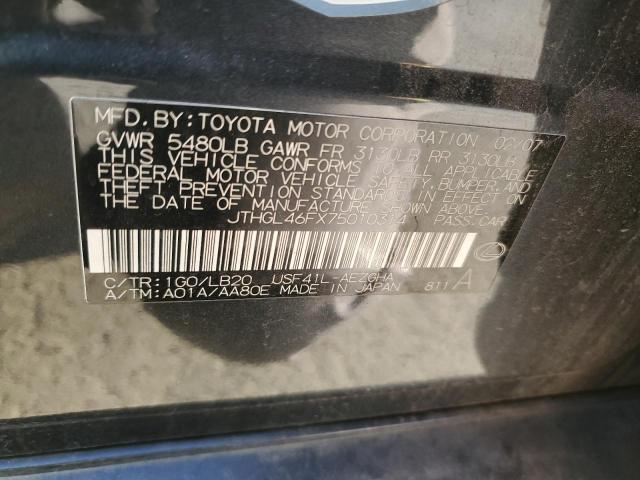 MFD. BY: TOYOTA MOTOR CORPORATION 02/07
GVWR 5480LB GAWR FR 3130LB RR 3130LB
THIS VEHICLE CONFORMS TO ALL APPLICABLE
FEDERAL MOTOR VEHICLE SAFETY, BUMPER, AND
THEFT PREVENTION STANDARDS IN EFFECT ON
THE DATE OF MANUFACTURE SHOWN ABOVE.
PASS.CAR
C/TR: 1G0/LB20 USF41L-AEZGHA
A/TM: A01A/AA80E MADE IN JAPAN 811 A